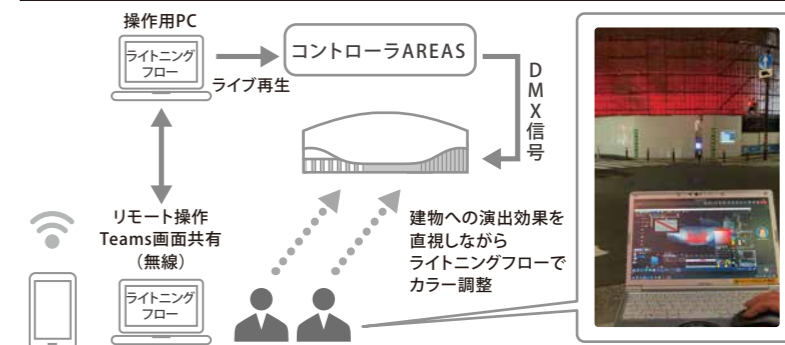 操作用PC
ライトニング
フロー
ライブ再生
コントローラAREAS
DMX信号
リモート操作
Teams画面共有
（無線）
ライトニング
フロー
建物への演出効果を
直視しながら
ライトニングフローで
カラー調整